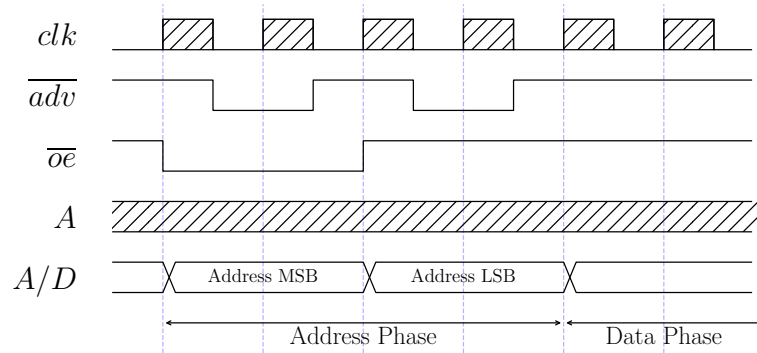 clk
adv
oe
A
A/D
Address MSB
Address LSB
Address Phase
Data Phase